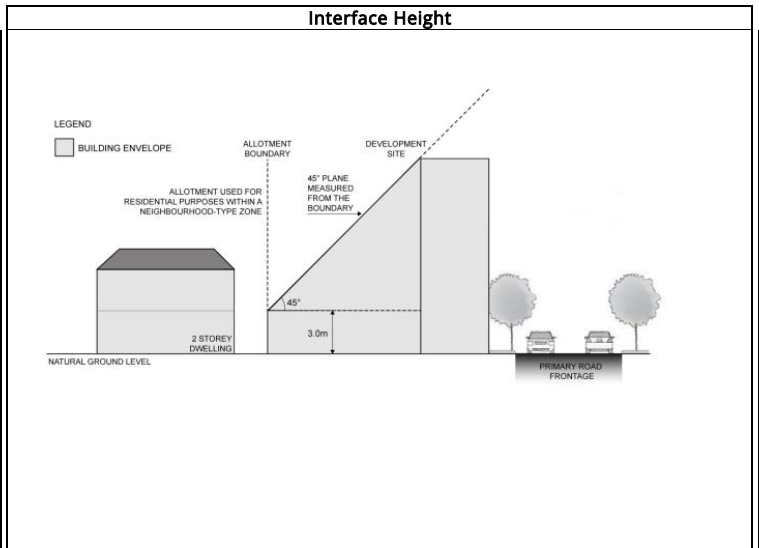 Interface Height
LEGEND
BUILDING ENVELOPE
ALLOTMENT
BOUNDARY
DEVELOPMENT
SITE
ALLOTMENT USED FOR
RESIDENTIAL PURPOSES WITHIN A
NEIGHBOURHOOD-TYPE ZONE
45° PLANE
MEASURED
FROM THE
BOUNDARY
45°
3.0m
2 STOREY
DWELLING
NATURAL GROUND LEVEL
PRIMARY ROAD
FRONTAGE